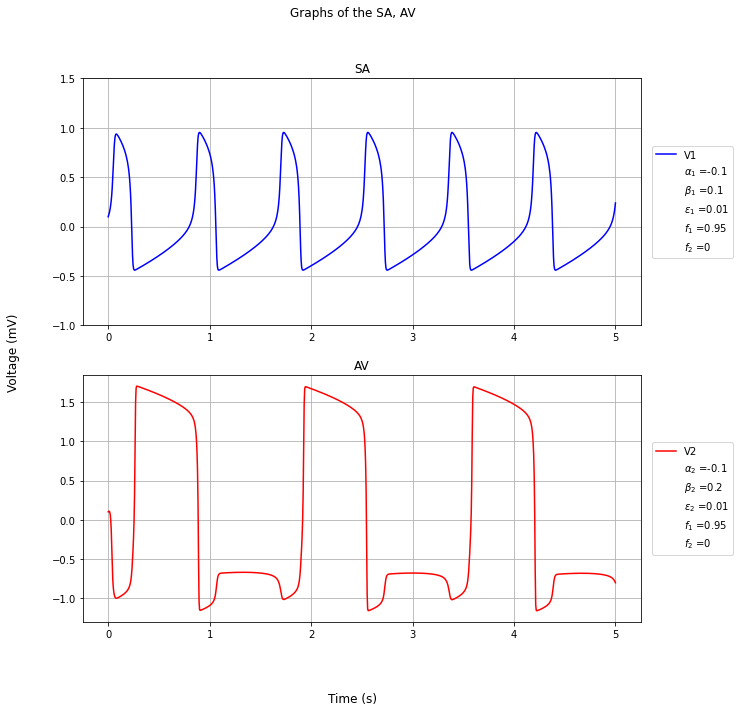 Graphs of the SA, AV
SA
1.5
1.0
0.5
0.0
−0.5
−1.0
0 1 2 3 4 5
V1
α₁ =-0.1
β₁ =0.1
ε₁ =0.01
f₁ =0.95
f₂ =0
Voltage (mV)
AV
1.5
1.0
0.5
0.0
−0.5
−1.0
0 1 2 3 4 5
V2
α₂ =-0.1
β₂ =0.2
ε₂ =0.01
f₁ =0.95
f₂ =0
Time (s)